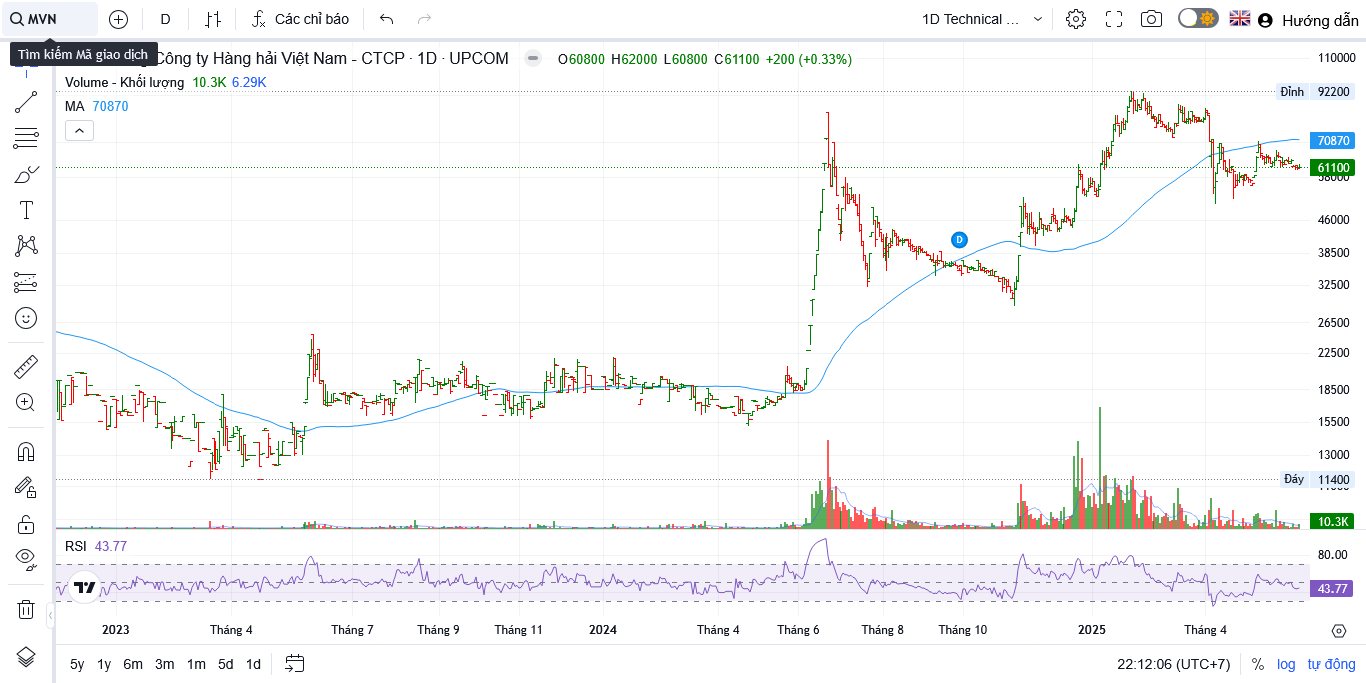 MVN D Các chỉ báo 1D Technical ... Hướng dẫn
Tìm kiếm Mã giao dịch
Công ty Hàng hải Việt Nam - CTCP · 1D · UPCOM O60800 H62000 L60800 C61100 +200 (+0.33%)
Volume - Khối lượng 10.3K 6.29K
MA 70870
110000
Đỉnh 92200
70870
61100
58000
46000
D
38500
32500
26500
22500
18500
15500
13000
Đáy 11400
10.3K
RSI 43.77
80.00
43.77
2023 Tháng 4 Tháng 7 Tháng 9 Tháng 11 2024 Tháng 4 Tháng 6 Tháng 8 Tháng 10 2025 Tháng 4
5y 1y 6m 3m 1m 5d 1d 22:12:06 (UTC+7) % log tự động